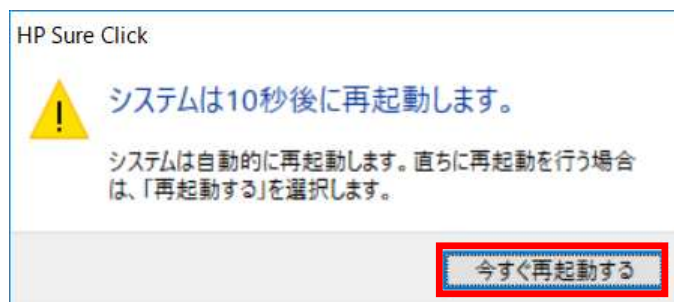 HP Sure Click
システムは10秒後に再起動します。
システムは自動的に再起動します。直ちに再起動を行う場合
は、「再起動する」を選択します。
今すぐ再起動する